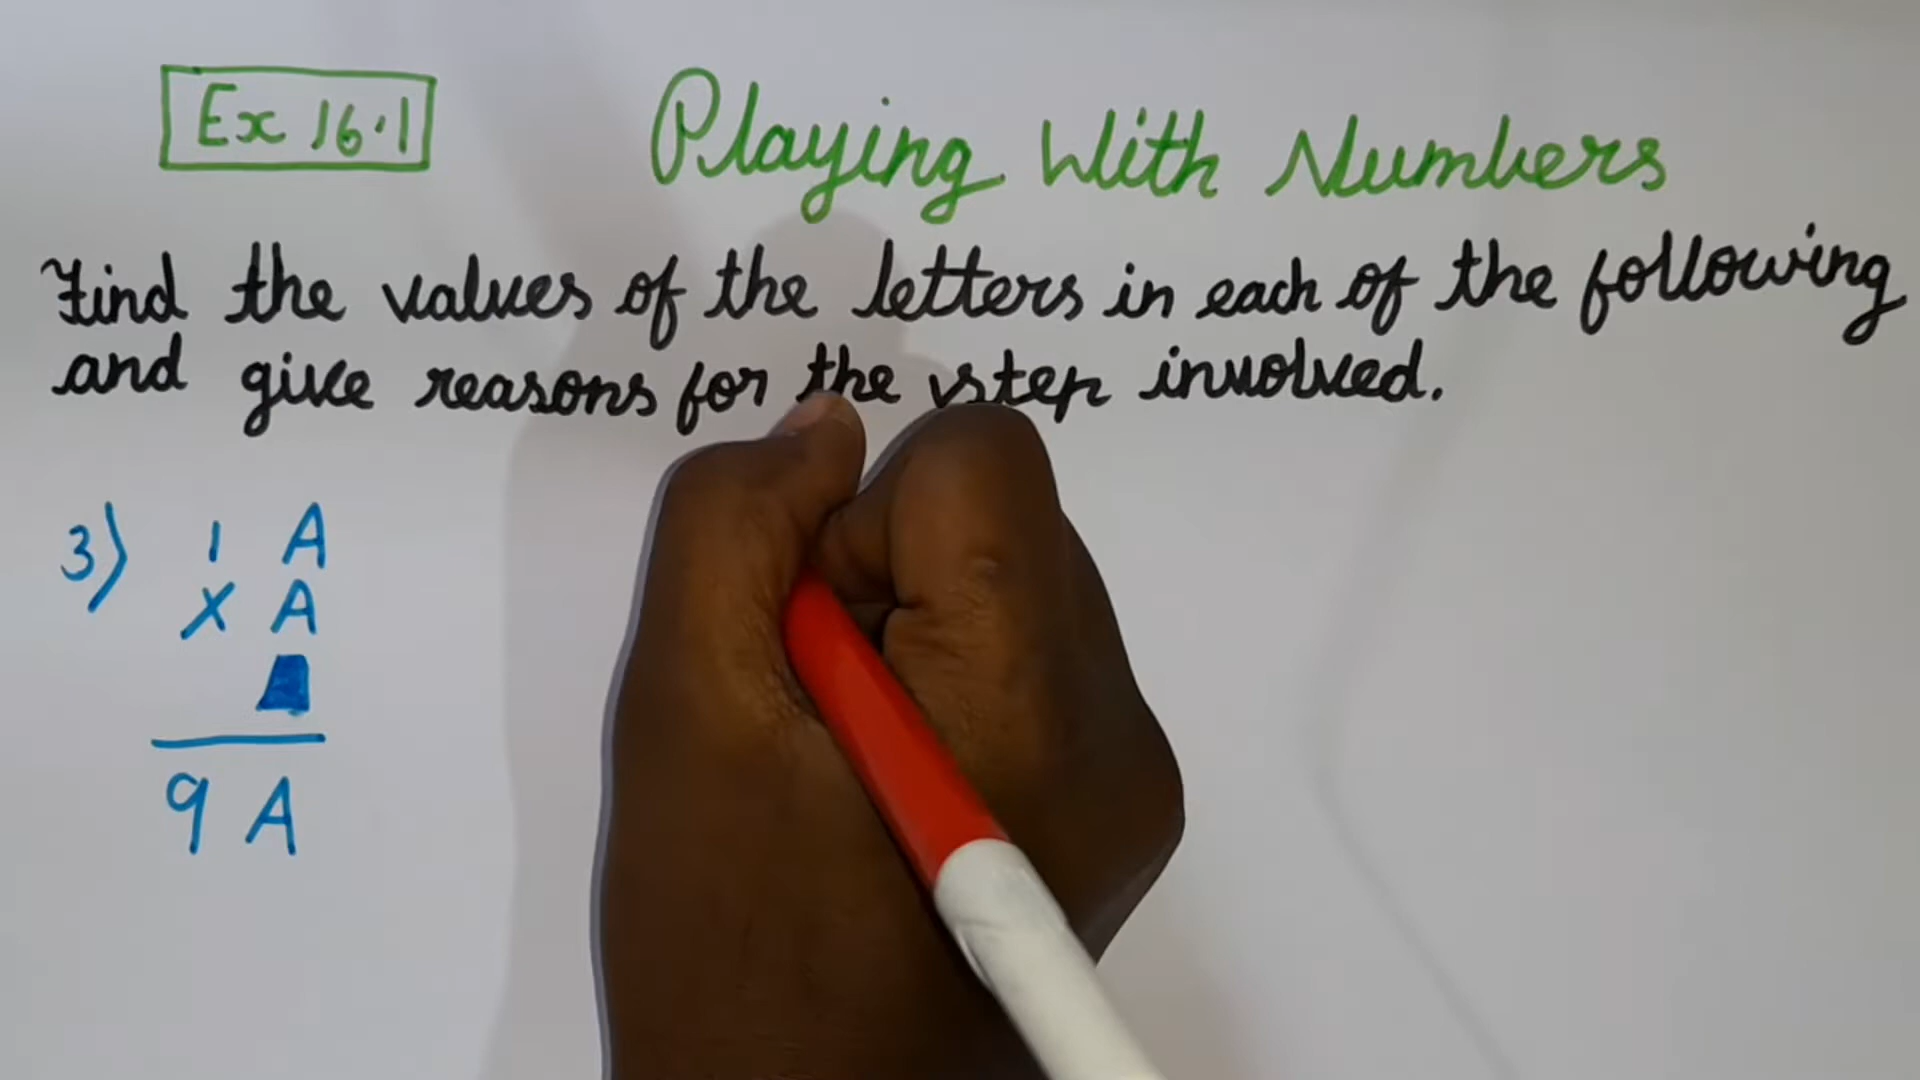 Ex 16.1
Playing With Numbers
Find the values of the letters in each of the following
and give reasons for the step involved.
3) 1 A
X A
9 A